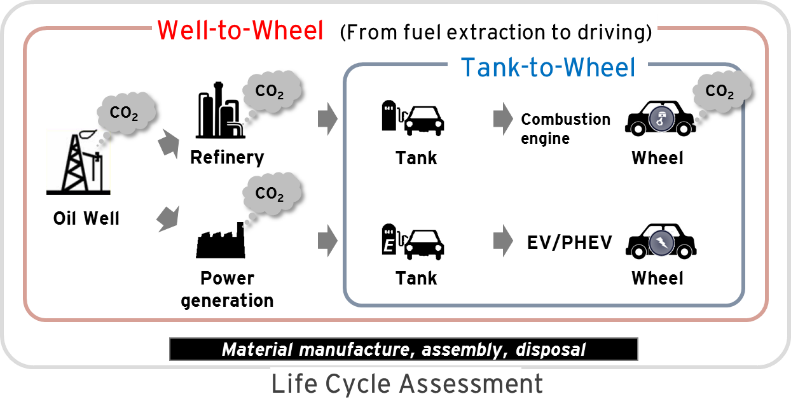 Well-to-Wheel (From fuel extraction to driving)
Tank-to-Wheel
CO2
CO2
CO2
Combustion
engine
Refinery
Tank
Wheel
Oil Well
CO2
E
EV/PHEV
Power
generation
Tank
Wheel
Material manufacture, assembly, disposal
Life Cycle Assessment